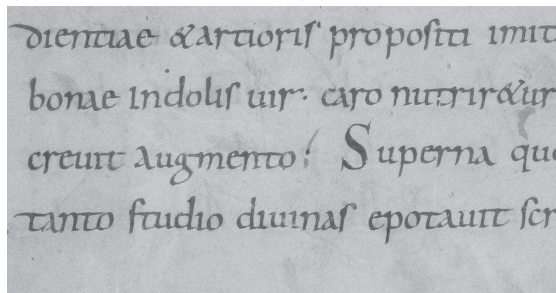 dientiae &artioris propositi imit
bonae indolis uir. caro nutrir&ur
creuit augmento; Superna qu
tanto studio diuinas epotauit scr